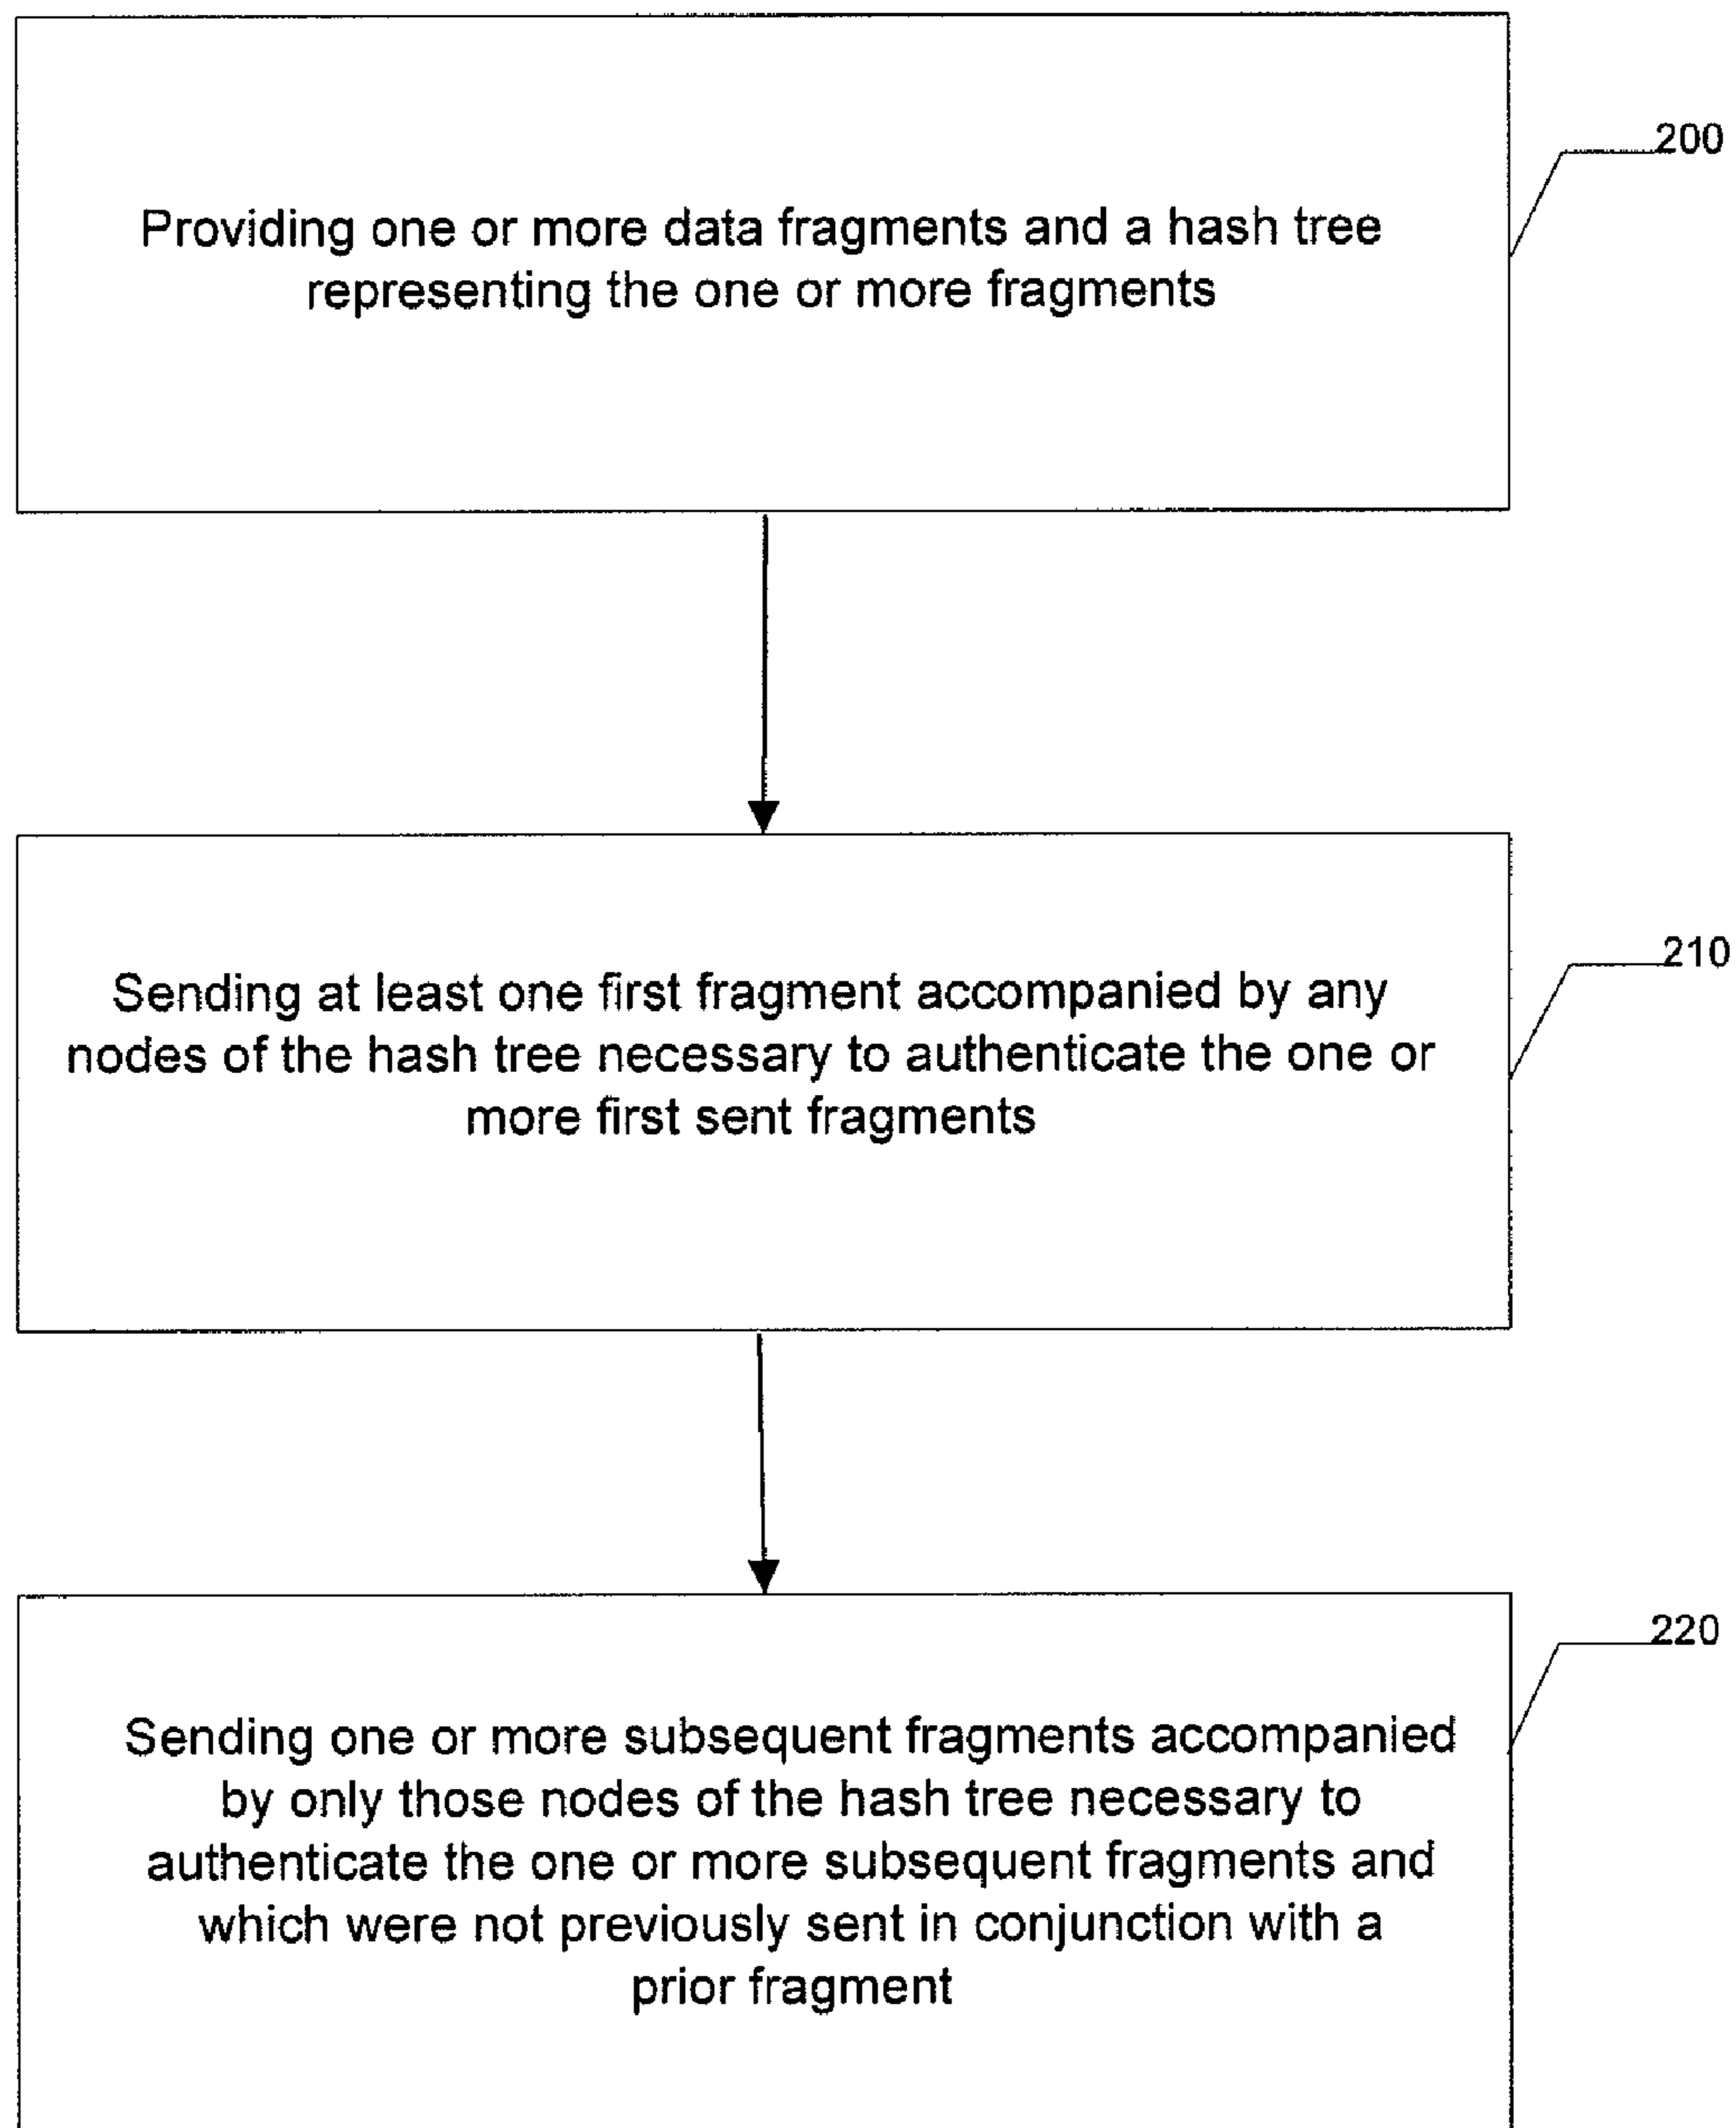 200
Providing one or more data fragments and a hash tree
representing the one or more fragments
210
Sending at least one first fragment accompanied by any
nodes of the hash tree necessary to authenticate the one or
more first sent fragments
220
Sending one or more subsequent fragments accompanied
by only those nodes of the hash tree necessary to
authenticate the one or more subsequent fragments and
which were not previously sent in conjunction with a
prior fragment